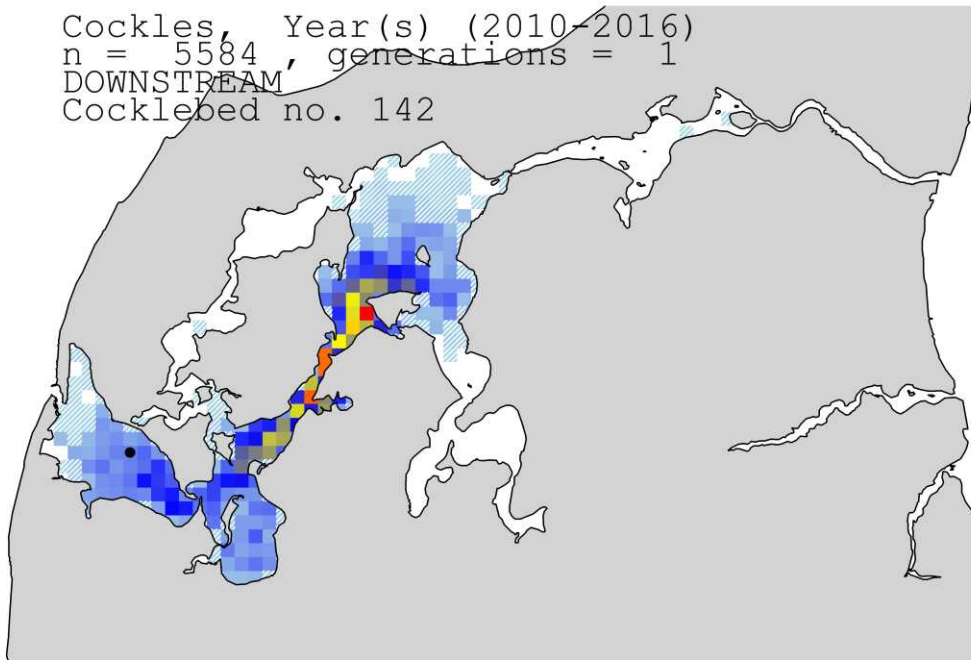 Cockles, Year(s) (2010-2016)
n = 5584 , generations = 1
DOWNSTREAM
Cocklebed no. 142